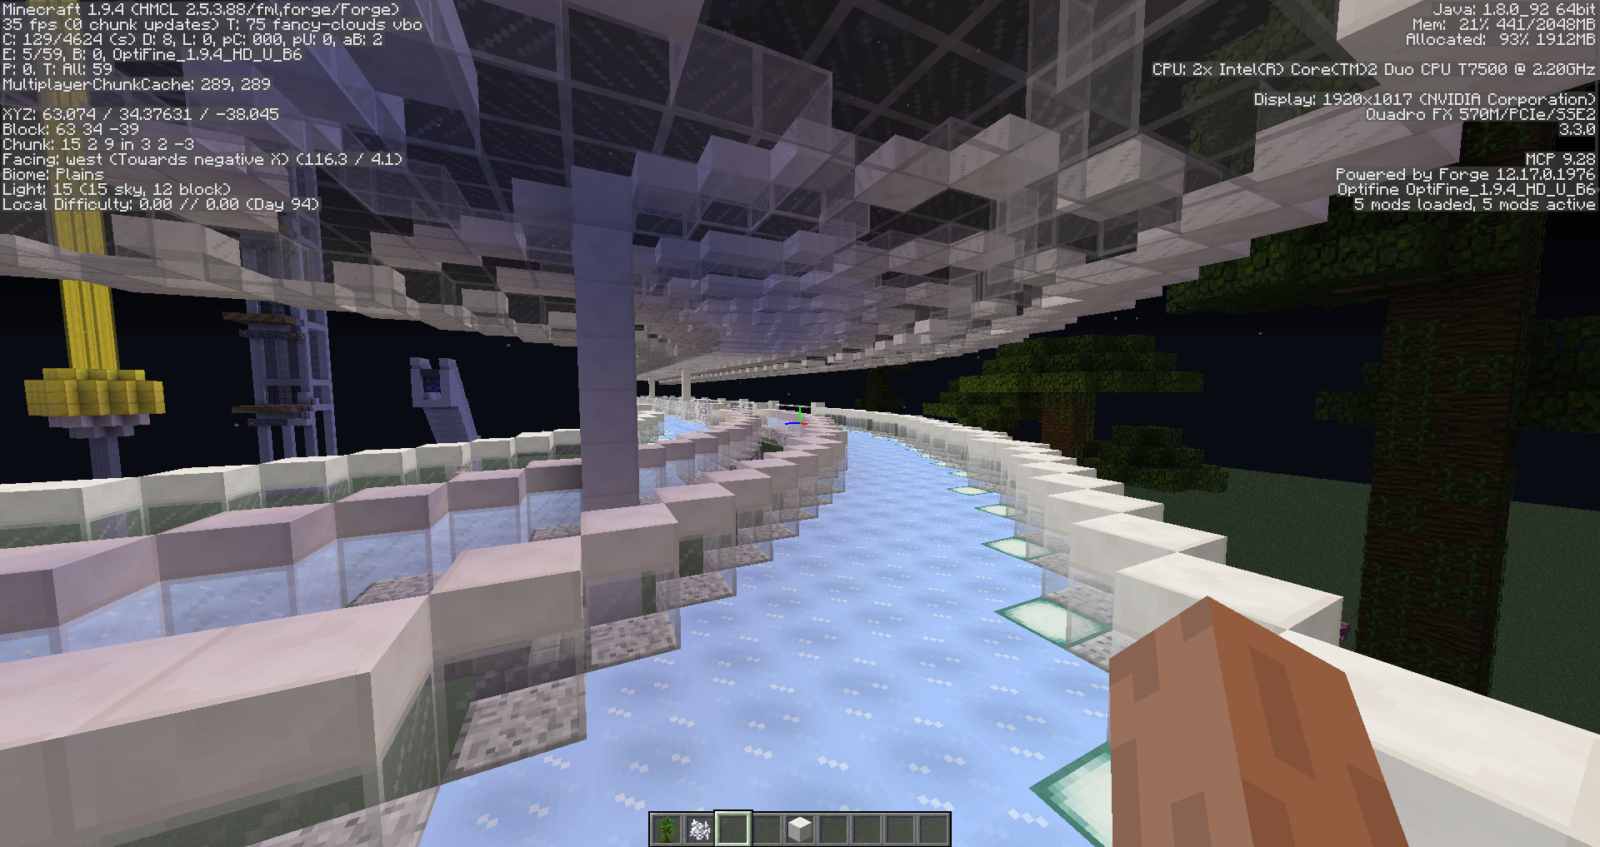 Minecraft 1.9.4 (HMCL 2.5.3.88/fml,forge/Forge)
35 fps (0 chunk updates) T: 75 fancy-clouds vbo
C: 129/4624 (s) D: 8, L: 0, pC: 000, pU: 0, aB: 2
E: 5/59, B: 0, OptiFine_1.9.4_HD_U_B6
P: 0. T: All: 59
MultiplayerChunkCache: 289, 289
XYZ: 63.074 / 34.37631 / -38.045
Block: 63 34 -39
Chunk: 15 2 9 in 3 2 -3
Facing: west (Towards negative X) (116.3 / 4.1)
Biome: Plains
Light: 15 (15 sky, 12 block)
Local Difficulty: 0.00 // 0.00 (Day 94)
Java: 1.8.0_92 64bit
Mem: 21% 441/2048MB
Allocated: 93% 1912MB
CPU: 2x Intel(R) Core(TM)2 Duo CPU T7500 @ 2.20GHz
Display: 1920x1017 (NVIDIA Corporation)
Quadro FX 570M/PCIe/SSE2
3.3.0
MCP 9.28
Powered by Forge 12.17.0.1976
Optifine OptiFine_1.9.4_HD_U_B6
5 mods loaded, 5 mods active